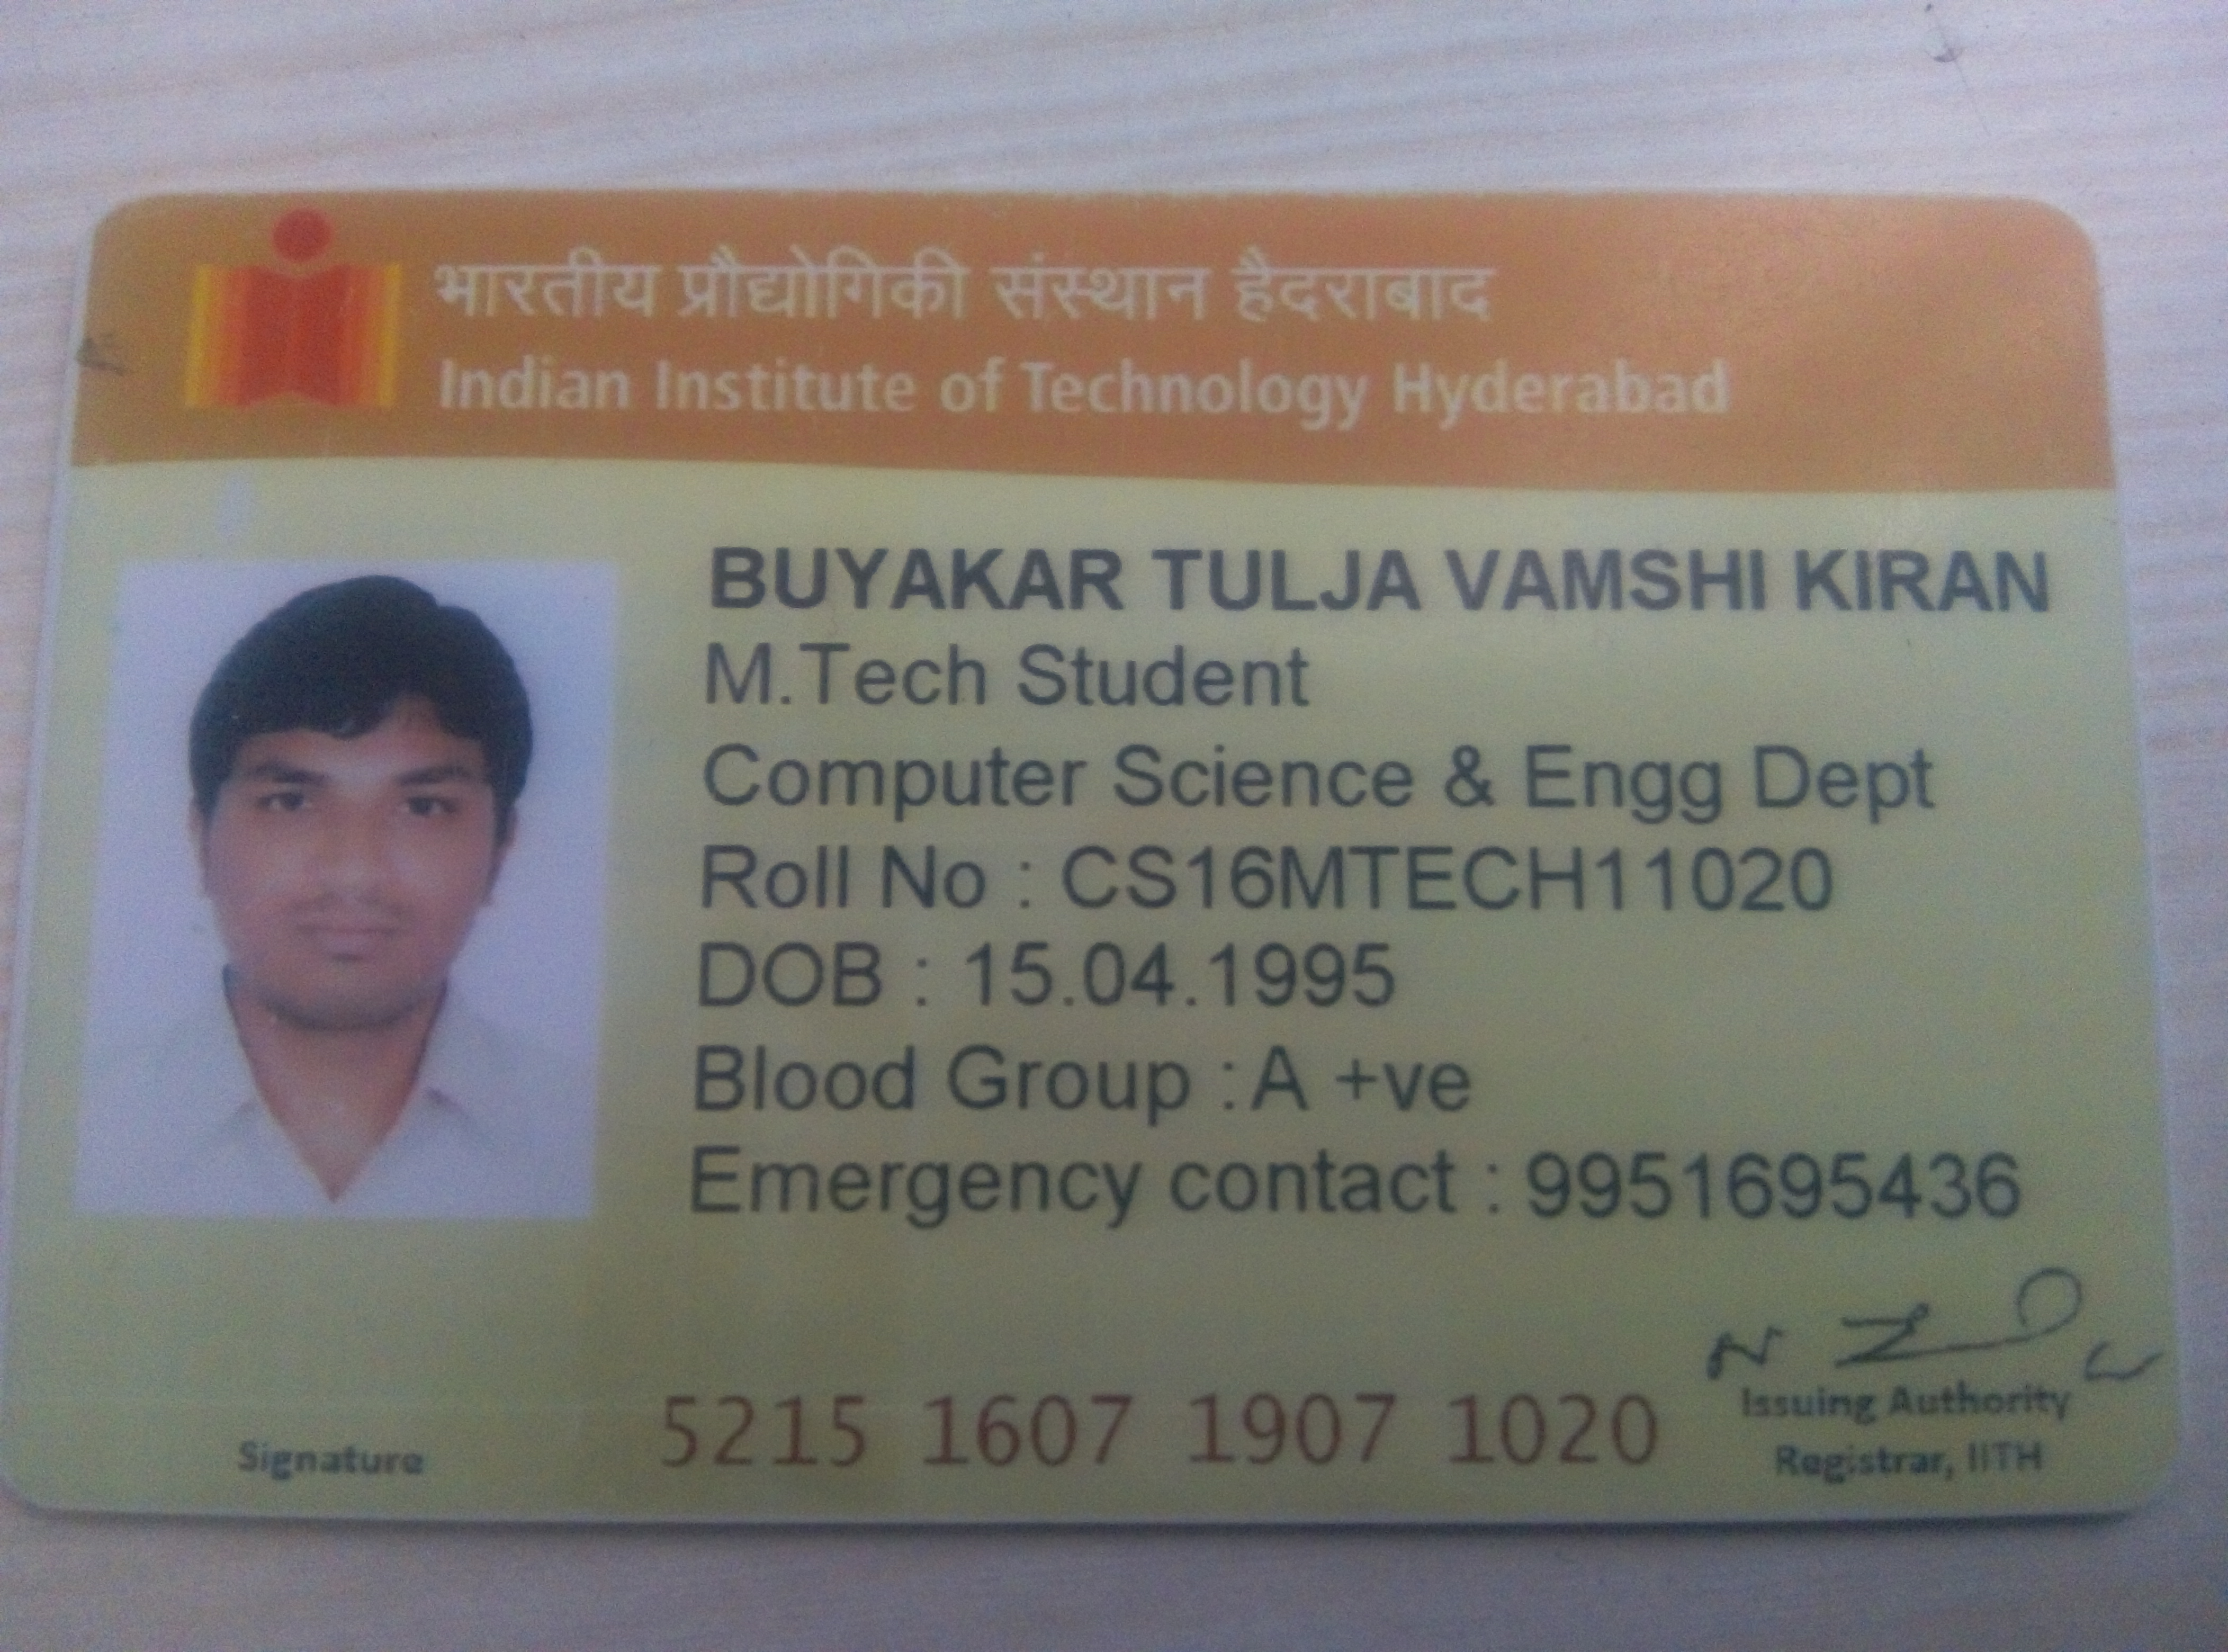 भारतीय प्रौद्योगिकी संस्थान हैदराबाद
Indian Institute of Technology Hyderabad
BUYAKAR TULJA VAMSHI KIRAN
M.Tech Student
Computer Science & Engg Dept
Roll No : CS16MTECH11020
DOB : 15.04.1995
Blood Group : A +ve
Emergency contact : 9951695436
Signature
5215 1607 1907 1020
Issuing Authority
Registrar, IITH